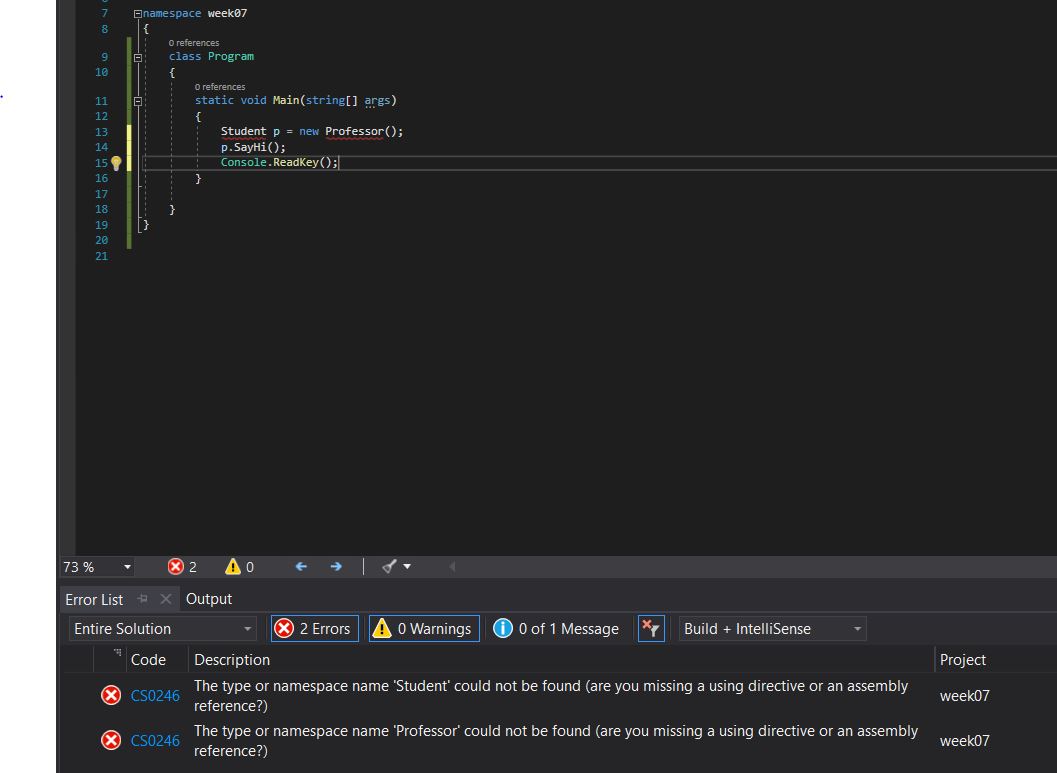 7 namespace week07
8 {
0 references
9 class Program
10 {
0 references
11 static void Main(string[] args)
12 {
13 Student p = new Professor();
14 p.SayHi();
15 Console.ReadKey();
16 }
17
18 }
19 }
20
21
73 % 2 0
Error List Output
Entire Solution 2 Errors 0 Warnings 0 of 1 Message Build + IntelliSense
Code Description Project
CS0246 The type or namespace name 'Student' could not be found (are you missing a using directive or an assembly reference?) week07
CS0246 The type or namespace name 'Professor' could not be found (are you missing a using directive or an assembly reference?) week07